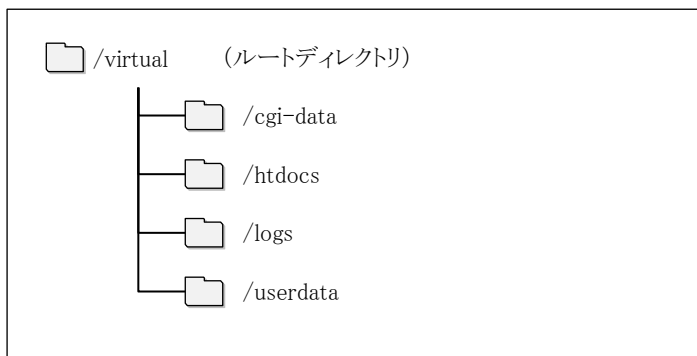 /virtual (ルートディレクトリ)
/cgi-data
/htdocs
/logs
/userdata